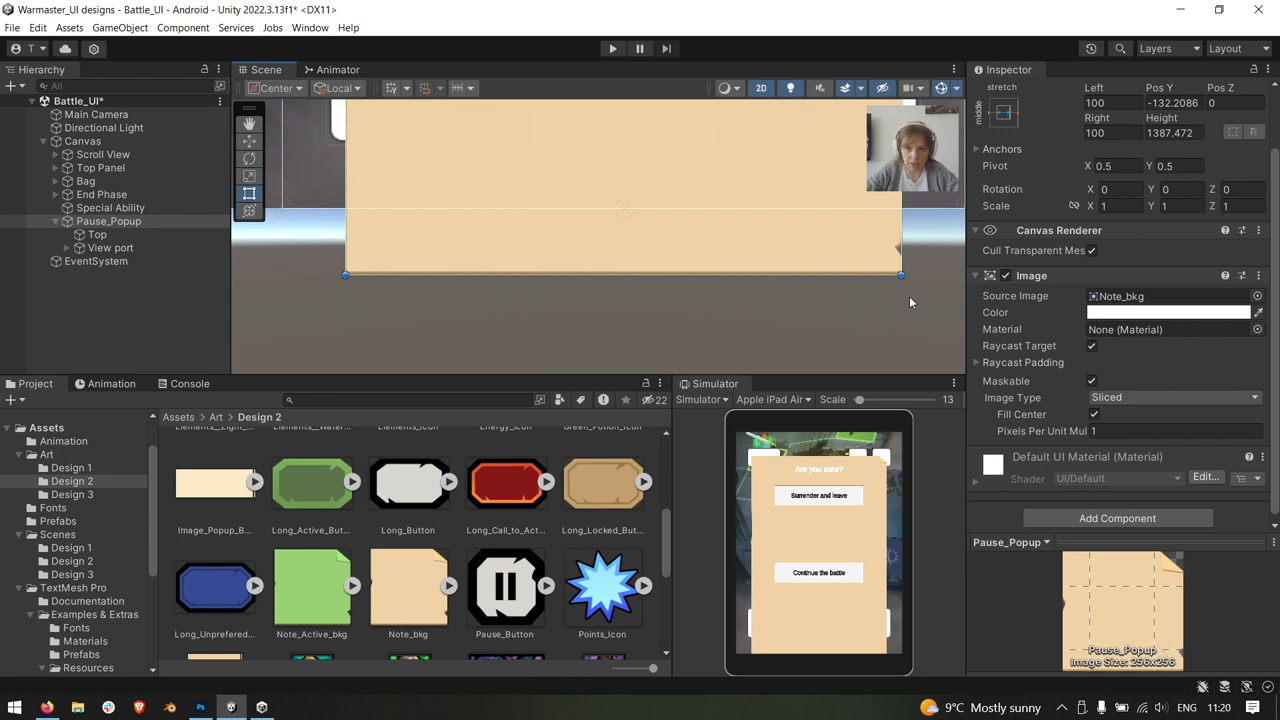 Warmaster_UI designs - Battle_UI - Android - Unity 2022.3.13f1* <DX11>
File Edit Assets GameObject Component Services Jobs Window Help
T
Layers
Layout
Hierarchy
Scene
Animator
Inspector
All
Center
Local
2D
Battle_UI*
Main Camera
Directional Light
Canvas
Scroll View
Top Panel
Bag
End Phase
Special Ability
Pause_Popup
Top
View port
EventSystem
stretch
middle
Left Pos Y Pos Z
100 -132.2086 0
Right Height
100 1387.472 R
Anchors
Pivot X 0.5 Y 0.5
Rotation X 0 Y 0 Z 0
Scale X 1 Y 1 Z 1
Canvas Renderer
Cull Transparent Mes
Image
Source Image Note_bkg
Color
Material None (Material)
Raycast Target
Raycast Padding
Maskable
Image Type Sliced
Fill Center
Pixels Per Unit Mul 1
Default UI Material (Material)
Shader UI/Default Edit...
Add Component
Pause_Popup
Pause_Popup
Image Size: 256x256
Project
Animation
Console
22
Assets
Animation
Art
Design 1
Design 2
Design 3
Fonts
Prefabs
Scenes
Design 1
Design 2
Design 3
TextMesh Pro
Documentation
Examples & Extras
Fonts
Materials
Prefabs
Resources
Assets Art Design 2
Elements__Light_... Elements__Water... Elements_Icon Energy_Icon Green_Potion_Icon
Image_Popup_B... Long_Active_But... Long_Button Long_Call_to_Act... Long_Locked_But...
Long_Unprefered... Note_Active_bkg Note_bkg Pause_Button Points_Icon
Simulator
Simulator Apple iPad Air Scale 13
Are you sure?
Surrender and leave
Continue the battle
9°C Mostly sunny
ENG 11:20